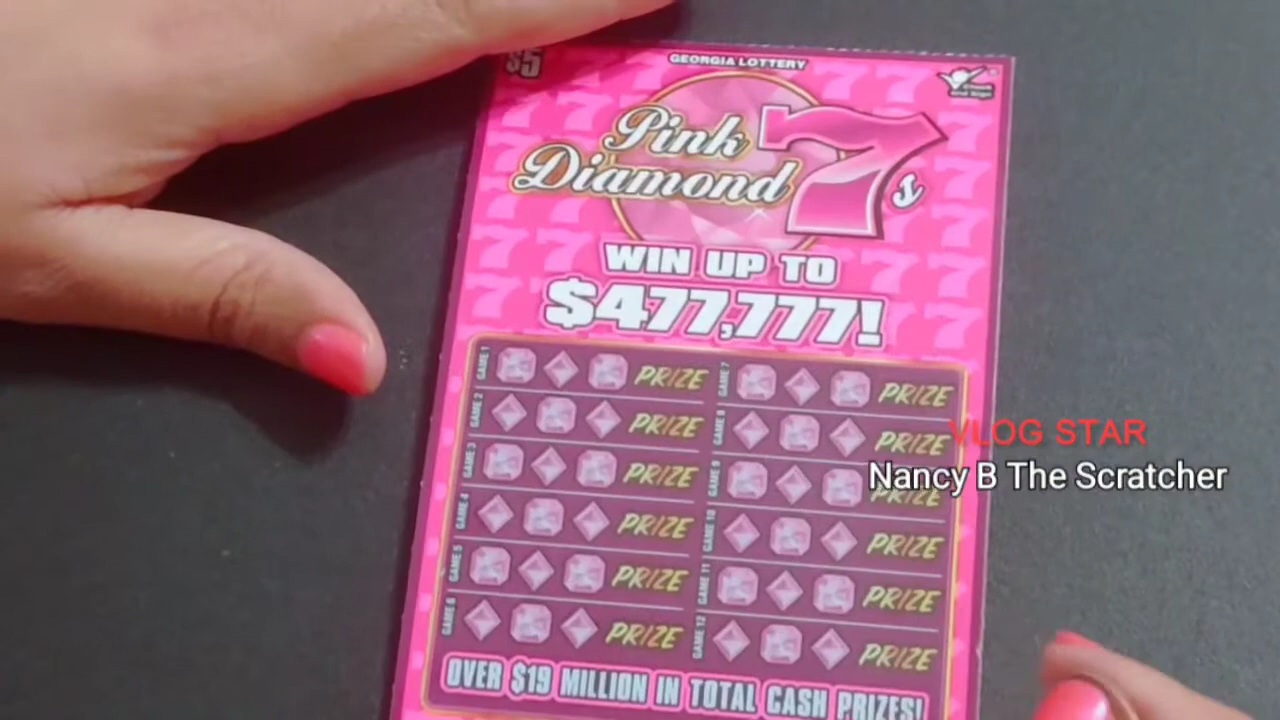 $5
GEORGIA LOTTERY
Pink
Diamond 7s
WIN UP TO
$477,777!
GAME 1 PRIZE
GAME 2 PRIZE
GAME 3 PRIZE
GAME 4 PRIZE
GAME 5 PRIZE
GAME 6 PRIZE
GAME 7 PRIZE
GAME 8 PRIZE
GAME 9 PRIZE
GAME 10 PRIZE
GAME 11 PRIZE
GAME 12 PRIZE
OVER $19 MILLION IN TOTAL CASH PRIZES!
VLOG STAR
Nancy B The Scratcher